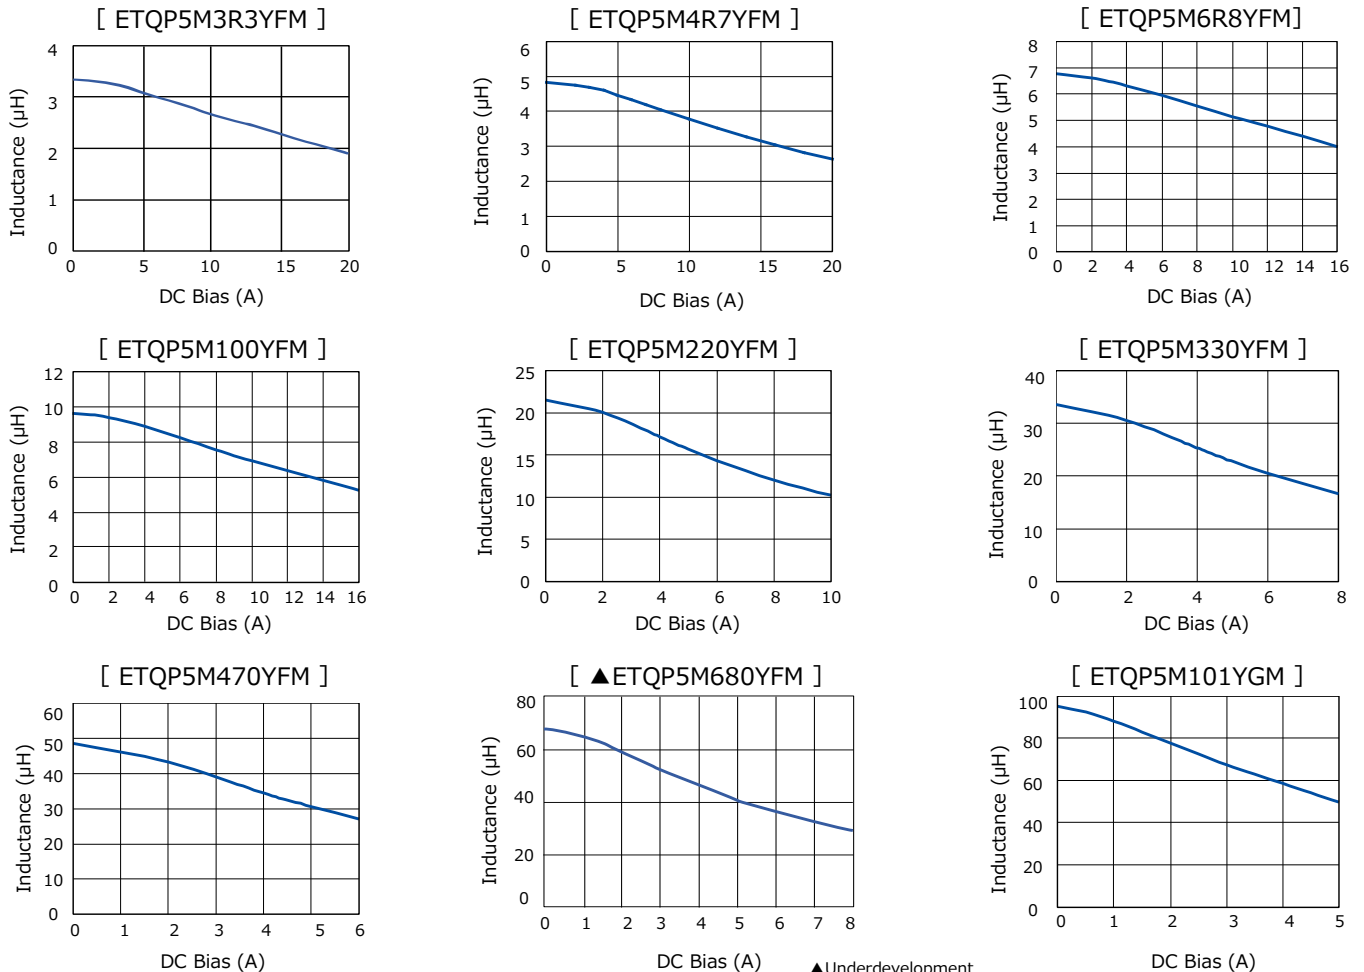 [ ETQP5M3R3YFM ]
4
3
2
1
0
0 5 10 15 20
Inductance (μH)
DC Bias (A)
[ ETQP5M4R7YFM ]
6
5
4
3
2
1
0
0 5 10 15 20
Inductance (μH)
DC Bias (A)
[ ETQP5M6R8YFM]
8
7
6
5
4
3
2
1
0
0 2 4 6 8 10 12 14 16
Inductance (μH)
DC Bias (A)
[ ETQP5M100YFM ]
12
10
8
6
4
2
0
0 2 4 6 8 10 12 14 16
Inductance (μH)
DC Bias (A)
[ ETQP5M220YFM ]
25
20
15
10
5
0
0 2 4 6 8 10
Inductance (μH)
DC Bias (A)
[ ETQP5M330YFM ]
40
30
20
10
0
0 2 4 6 8
Inductance (μH)
DC Bias (A)
[ ETQP5M470YFM ]
60
50
40
30
20
10
0
0 1 2 3 4 5 6
Inductance (μH)
DC Bias (A)
[ ▲ETQP5M680YFM ]
80
60
40
20
0
0 1 2 3 4 5 6 7 8
Inductance (μH)
DC Bias (A)
▲Underdevelopment
[ ETQP5M101YGM ]
100
80
60
40
20
0
0 1 2 3 4 5
Inductance (μH)
DC Bias (A)